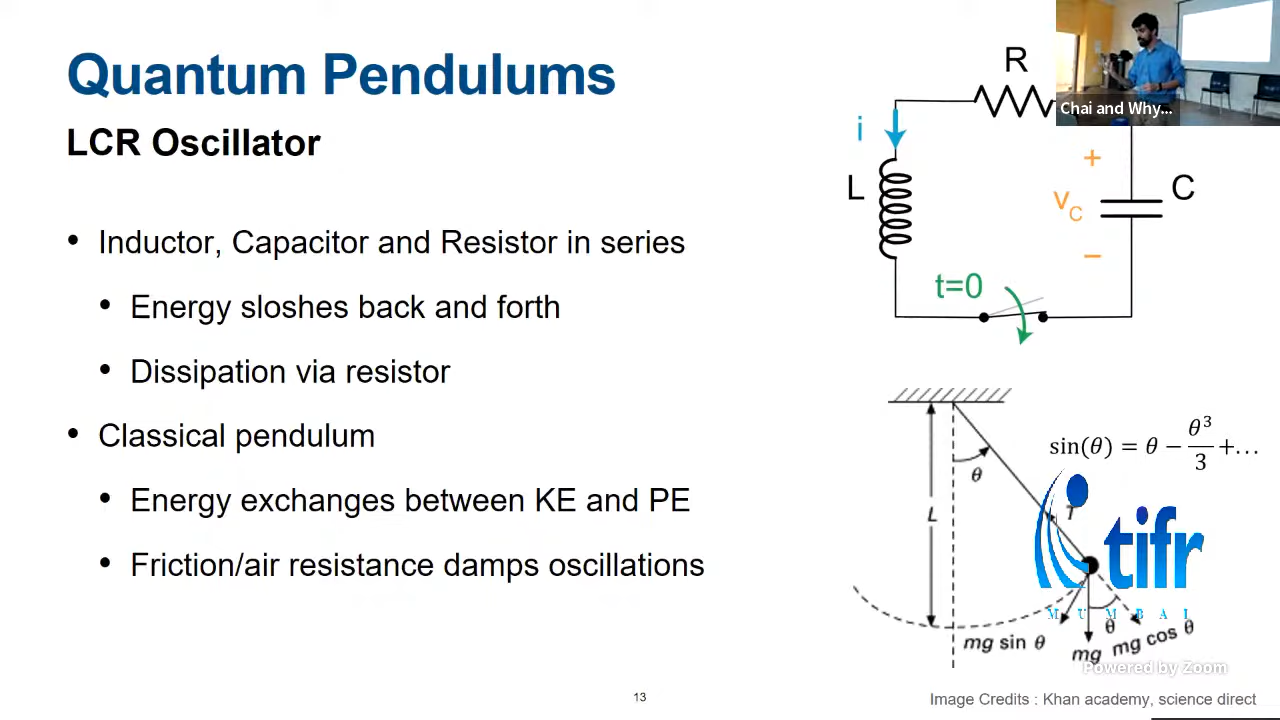 Quantum Pendulums
LCR Oscillator
• Inductor, Capacitor and Resistor in series
• Energy sloshes back and forth
• Dissipation via resistor
• Classical pendulum
• Energy exchanges between KE and PE
• Friction/air resistance damps oscillations
R
i
L
+
v_C
−
C
t=0
Chai and Why...
sin(θ) = θ − θ³/3 +...
θ
L
T
tifr
MUMBAI
θ
mg sin θ
mg
mg cos θ
Powered by Zoom
13
Image Credits : Khan academy, science direct